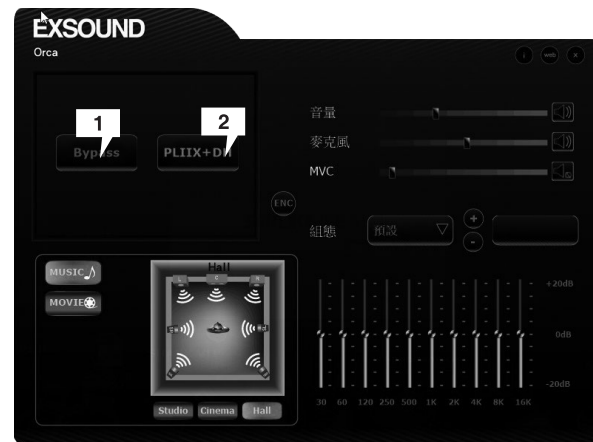 EXSOUND
Orca
i web x
1
2
Bypass
PLIIX+DH
音量
麥克風
MVC
ENC
組態
預設
+
-
MUSIC
MOVIE
Hall
L C R
Studio Cinema Hall
+20dB
0dB
-20dB
30 60 120 250 500 1K 2K 4K 8K 16K